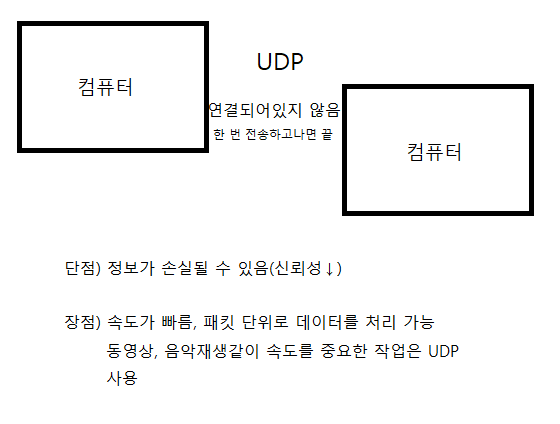 컴퓨터
UDP
연결되어있지 않음
한 번 전송하고나면 끝
컴퓨터
단점) 정보가 손실될 수 있음(신뢰성↓)
장점) 속도가 빠름, 패킷 단위로 데이터를 처리 가능
동영상, 음악재생같이 속도를 중요한 작업은 UDP
사용